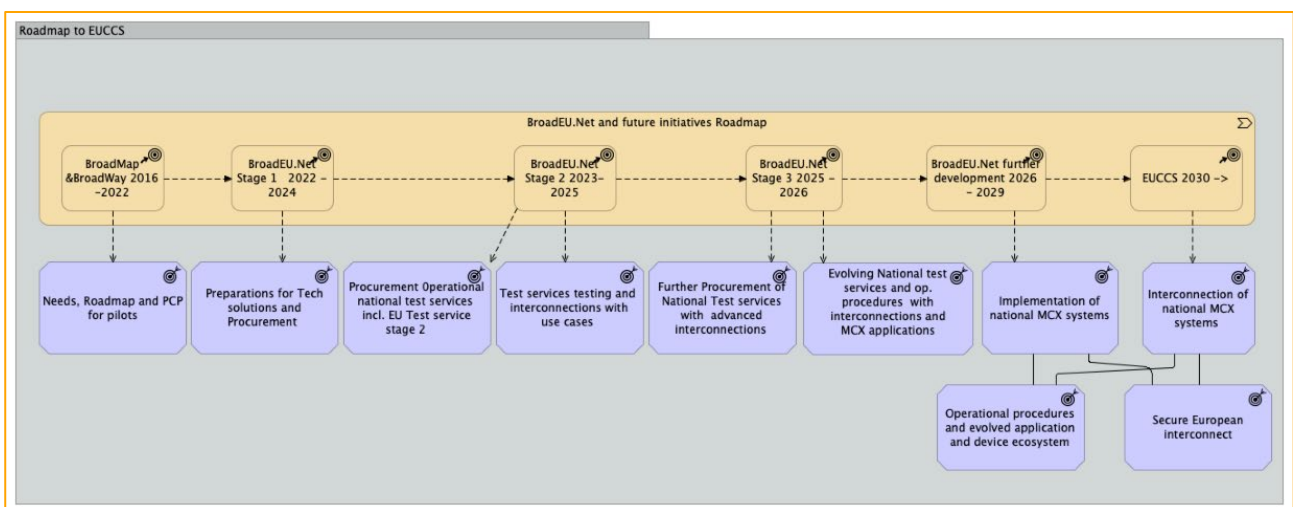 Roadmap to EUCCS
BroadEU.Net and future initiatives Roadmap
BroadMap
&BroadWay 2016
-2022
BroadEU.Net
Stage 1 2022 -
2024
BroadEU.Net
Stage 2 2023-
2025
BroadEU.Net
Stage 3 2025 -
2026
BroadEU.Net further
development 2026
- 2029
EUCCS 2030 ->
Needs, Roadmap and PCP
for pilots
Preparations for Tech
solutions and
Procurement
Procurement Operational
national test services
incl. EU Test service
stage 2
Test services testing and
interconnections with
use cases
Further Procurement of
National Test services
with advanced
interconnections
Evolving National test
services and op.
procedures with
interconnections and
MCX applications
Implementation of
national MCX systems
Interconnection of
national MCX
systems
Operational procedures
and evolved application
and device ecosystem
Secure European
interconnect